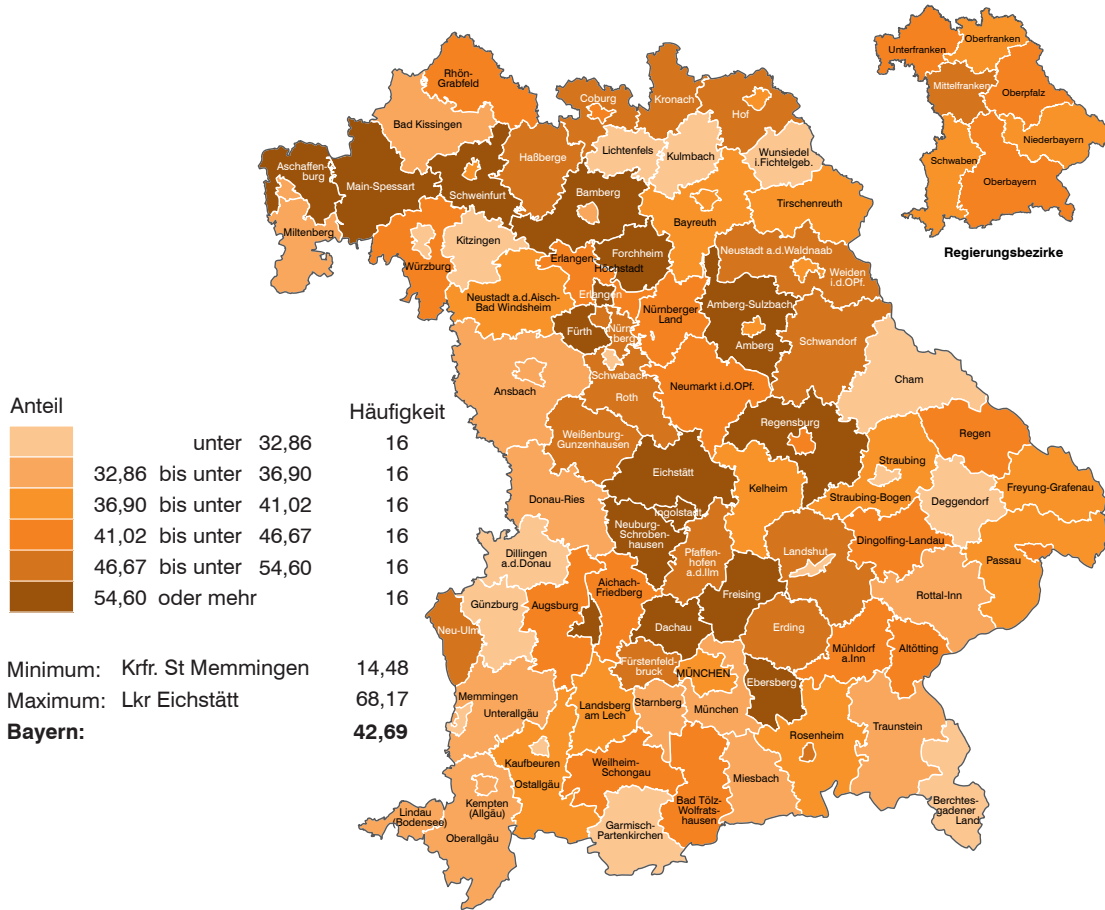 Unterfranken
Oberfranken
Mittelfranken
Oberpfalz
Niederbayern
Schwaben
Oberbayern
Regierungsbezirke
Rhön-
Grabfeld
Coburg
Kronach
Hof
Bad Kissingen
Lichtenfels
Kulmbach
Wunsiedel
i.Fichtelgeb.
Haßberge
Aschaffen-
burg
Main-Spessart
Schweinfurt
Bamberg
Bayreuth
Tirschenreuth
Miltenberg
Kitzingen
Würzburg
Forchheim
Erlangen
Höchstadt
Neustadt a.d.Waldnaab
Weiden
i.d.OPf.
Neustadt a.d.Aisch-
Bad Windsheim
Erlangen
Nürnberger
Land
Amberg-Sulzbach
Amberg
Fürth
Nürn-
berg
Schwandorf
Ansbach
Schwabach
Roth
Neumarkt i.d.OPf.
Cham
Weißenburg-
Gunzenhausen
Regensburg
Regen
Straubing
Eichstätt
Kelheim
Straubing-Bogen
Deggendorf
Freyung-Grafenau
Donau-Ries
Ingolstadt
Neuburg-
Schroben-
hausen
Pfaffen-
hofen
a.d.Ilm
Landshut
Dingolfing-Landau
Passau
Dillingen
a.d.Donau
Aichach-
Friedberg
Freising
Rottal-Inn
Günzburg
Augsburg
Neu-Ulm
Dachau
Erding
Mühldorf
a.Inn
Altötting
Fürstenfeld-
bruck
MÜNCHEN
Ebersberg
Memmingen
Unterallgäu
Landsberg
am Lech
Starnberg
München
Traunstein
Rosenheim
Kaufbeuren
Ostallgäu
Weilheim-
Schongau
Miesbach
Bad Tölz-
Wolfrats-
hausen
Berchtes-
gadener
Land
Kempten
(Allgäu)
Lindau
(Bodensee)
Oberallgäu
Garmisch-
Partenkirchen
Anteil Häufigkeit
unter 32,86 16
32,86 bis unter 36,90 16
36,90 bis unter 41,02 16
41,02 bis unter 46,67 16
46,67 bis unter 54,60 16
54,60 oder mehr 16
Minimum: Krfr. St Memmingen 14,48
Maximum: Lkr Eichstätt 68,17
Bayern: 42,69